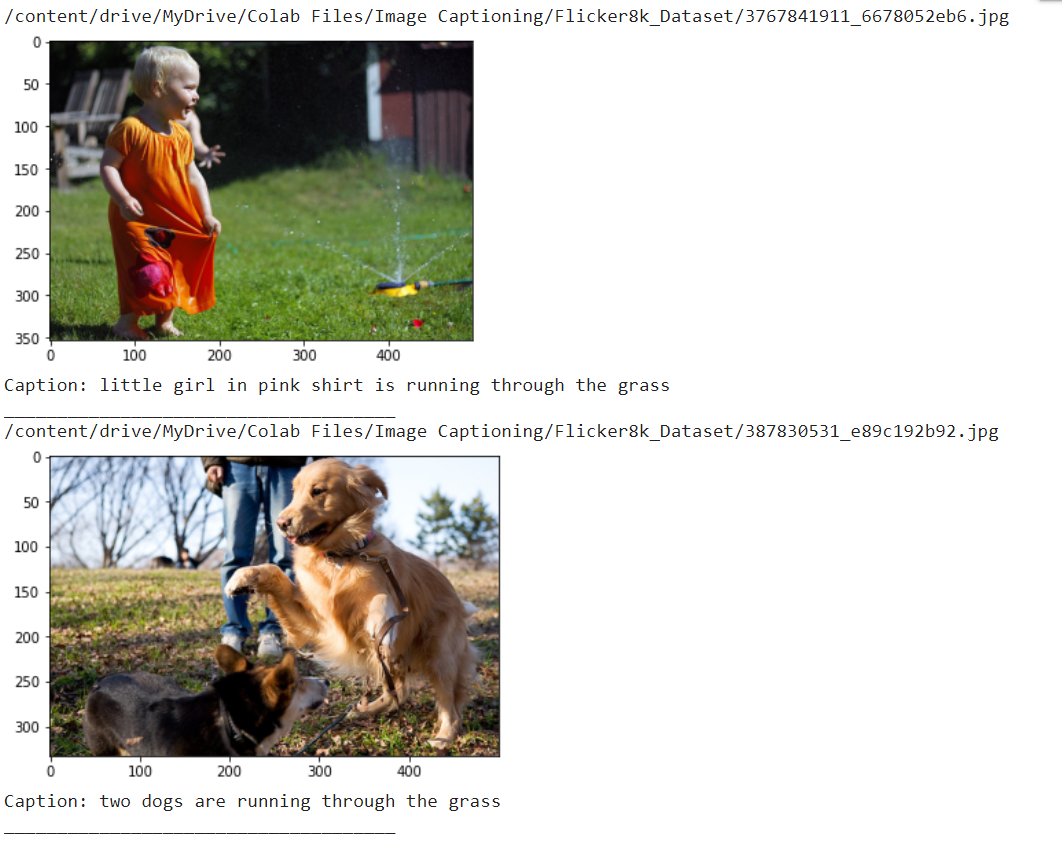 /content/drive/MyDrive/Colab Files/Image Captioning/Flicker8k_Dataset/3767841911_6678052eb6.jpg
0
50
100
150
200
250
300
350
0 100 200 300 400
Caption: little girl in pink shirt is running through the grass
_____________________________________
/content/drive/MyDrive/Colab Files/Image Captioning/Flicker8k_Dataset/387830531_e89c192b92.jpg
0
50
100
150
200
250
300
0 100 200 300 400
Caption: two dogs are running through the grass
_____________________________________